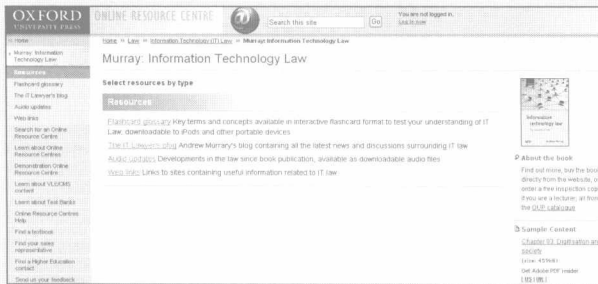 OXFORD
UNIVERSITY PRESS
ONLINE RESOURCE CENTRE
Search this site
Go
You are not logged in.
Log in now
Home
Murray: Information
Technology Law
Resources
Flashcard glossary
The IT Lawyer's blog
Audio updates
Web links
Search for an Online
Resource Centre
Learn about Online
Resource Centres
Demonstration Online
Resource Centre
Learn about VLE/CMS
content
Learn about Test Banks
Online Resource Centres
Help
Find a textbook
Find your sales
representative
Find a Higher Education
contact
Send us your feedback
Home > Law > Information Technology (IT) Law > Murray: Information Technology Law
Murray: Information Technology Law
Select resources by type
Resources
Flashcard glossary Key terms and concepts available in interactive flashcard format to test your understanding of IT
Law, downloadable to iPods and other portable devices
The IT Lawyer's blog Andrew Murray's blog containing all the latest news and discussions surrounding IT law
Audio updates Developments in the law since book publication, available as downloadable audio files
Web links Links to sites containing useful information related to IT law
information
technology law
About the book
Find out more, buy the book
directly from the website, or
enter a free inspection copy
if you are a lecturer, all from
the OUP catalogue
Sample Content
Chapter 03: Digitisation and
society
Get Adobe PDF reader
[ US | UK ]